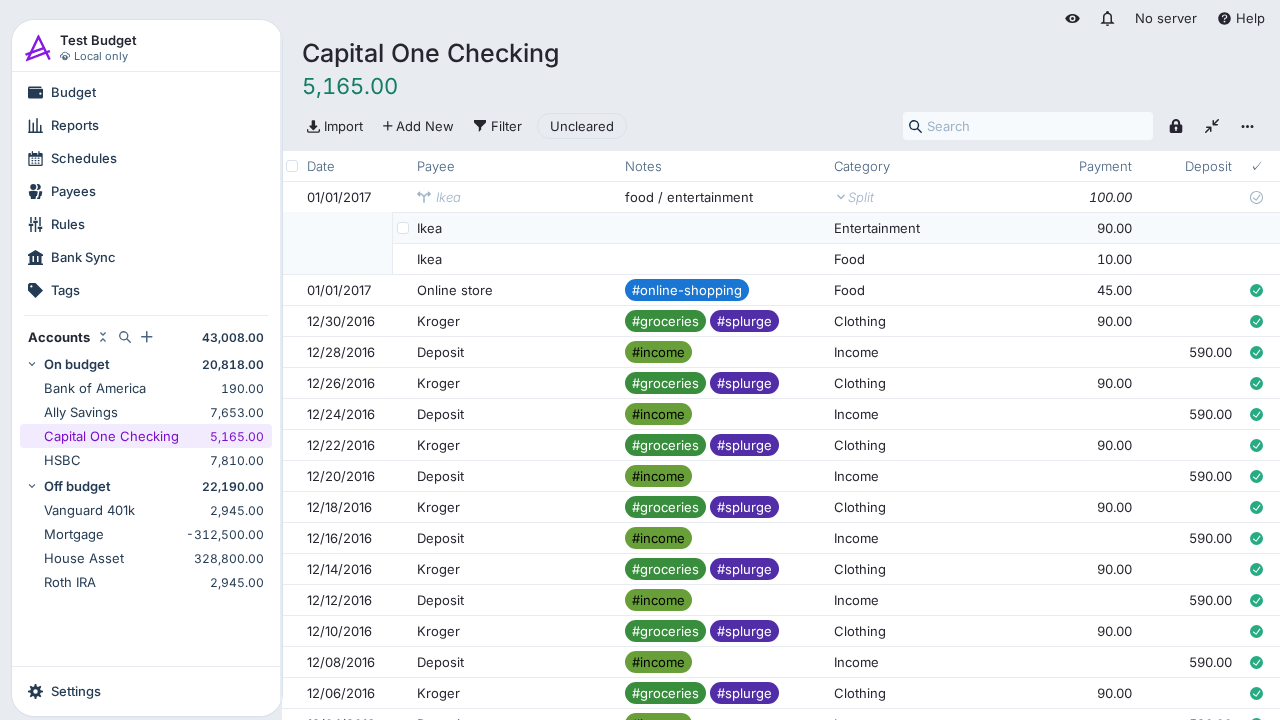 Test Budget
Local only
Budget
Reports
Schedules
Payees
Rules
Bank Sync
Tags
Accounts 43,008.00
On budget 20,818.00
Bank of America 190.00
Ally Savings 7,653.00
Capital One Checking 5,165.00
HSBC 7,810.00
Off budget 22,190.00
Vanguard 401k 2,945.00
Mortgage -312,500.00
House Asset 328,800.00
Roth IRA 2,945.00
Settings
No server Help
Capital One Checking
5,165.00
Import Add New Filter Uncleared Search
Date Payee Notes Category Payment Deposit ✓
01/01/2017 Ikea food / entertainment Split 100.00
Ikea Entertainment 90.00
Ikea Food 10.00
01/01/2017 Online store #online-shopping Food 45.00
12/30/2016 Kroger #groceries #splurge Clothing 90.00
12/28/2016 Deposit #income Income 590.00
12/26/2016 Kroger #groceries #splurge Clothing 90.00
12/24/2016 Deposit #income Income 590.00
12/22/2016 Kroger #groceries #splurge Clothing 90.00
12/20/2016 Deposit #income Income 590.00
12/18/2016 Kroger #groceries #splurge Clothing 90.00
12/16/2016 Deposit #income Income 590.00
12/14/2016 Kroger #groceries #splurge Clothing 90.00
12/12/2016 Deposit #income Income 590.00
12/10/2016 Kroger #groceries #splurge Clothing 90.00
12/08/2016 Deposit #income Income 590.00
12/06/2016 Kroger #groceries #splurge Clothing 90.00